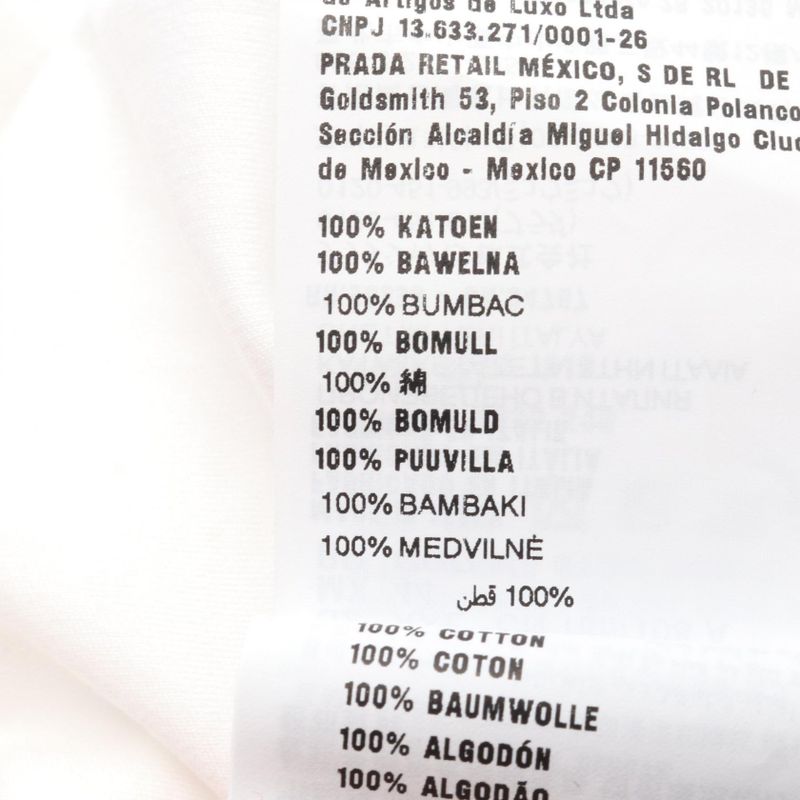 de Artigos de Luxo Ltda
CNPJ 13.633.271/0001-26
PRADA RETAIL MÉXICO, S DE RL DE
Goldsmith 53, Piso 2 Colonia Polanco
Sección Alcaldía Miguel Hidalgo
de Mexico - Mexico CP 11560
100% KATOEN
100% BAWELNA
100% BUMBAC
100% BOMULL
100% 綿
100% BOMULD
100% PUUVILLA
100% BAMBAKI
100% MEDVILNĖ
100% قطن
100% COTTON
100% COTON
100% BAUMWOLLE
100% ALGODÓN
100% ALGODÃO